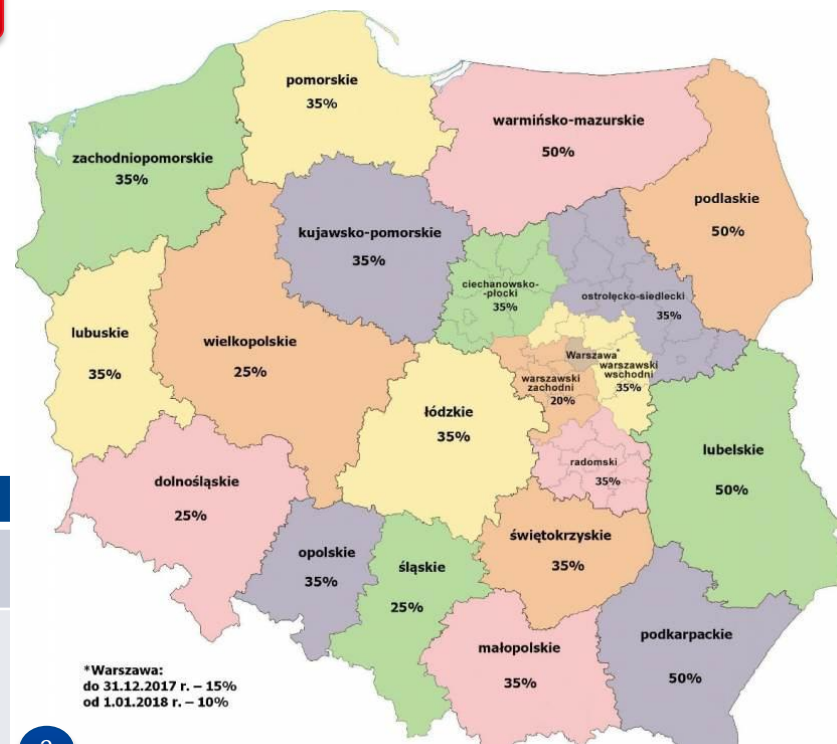 pomorskie
35%
warmińsko-mazurskie
50%
zachodniopomorskie
35%
podlaskie
50%
kujawsko-pomorskie
35%
ciechanowsko-
-płocki
35%
ostrołęcko-siedlecki
35%
lubuskie
35%
wielkopolskie
25%
Warszawa*
warszawski
wschodni
35%
warszawski
zachodni
20%
łódzkie
35%
radomski
35%
lubelskie
50%
dolnośląskie
25%
opolskie
35%
śląskie
25%
świętokrzyskie
35%
małopolskie
35%
podkarpackie
50%
*Warszawa:
do 31.12.2017 r. – 15%
od 1.01.2018 r. – 10%